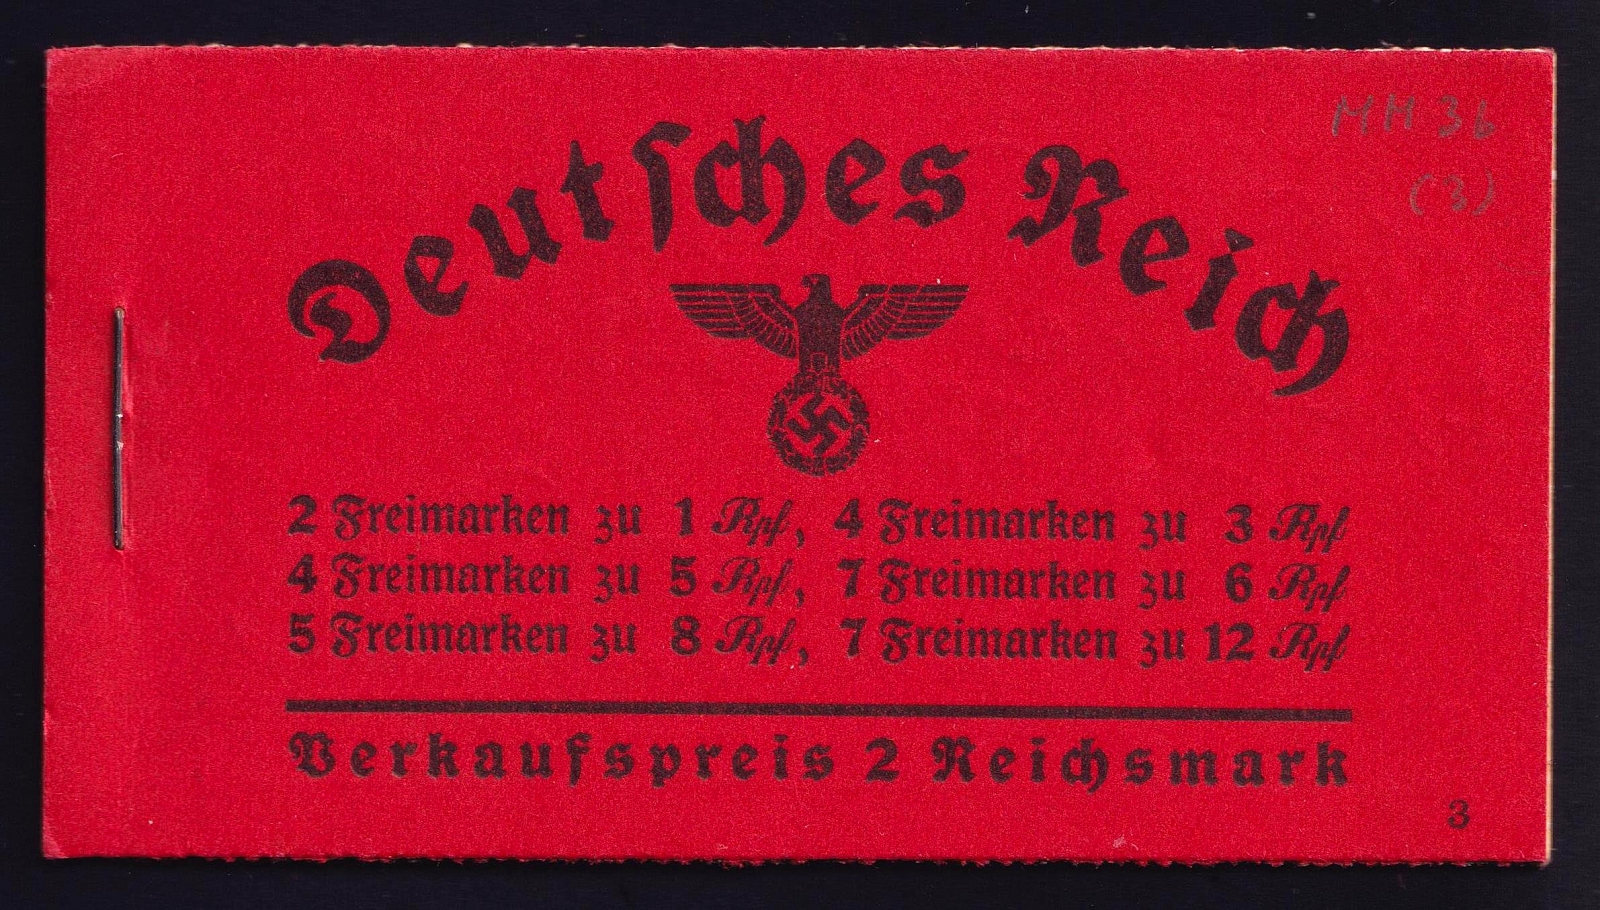 MH 36
(3)
Deutsches Reich
2 Freimarken zu 1 Rpf, 4 Freimarken zu 3 Rpf
4 Freimarken zu 5 Rpf, 7 Freimarken zu 6 Rpf
5 Freimarken zu 8 Rpf, 7 Freimarken zu 12 Rpf
Verkaufspreis 2 Reichsmark
3